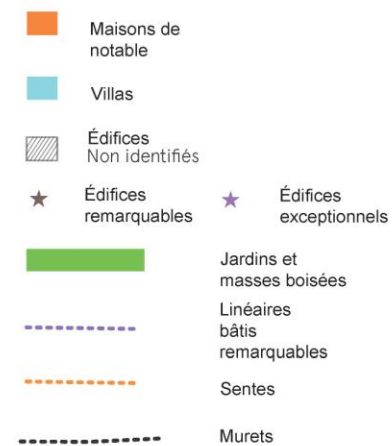 Maisons de
notable
Villas
Édifices
Non identifiés
Édifices
remarquables
Édifices
exceptionnels
Jardins et
masses boisées
Linéaires
bâtis
remarquables
Sentes
Murets